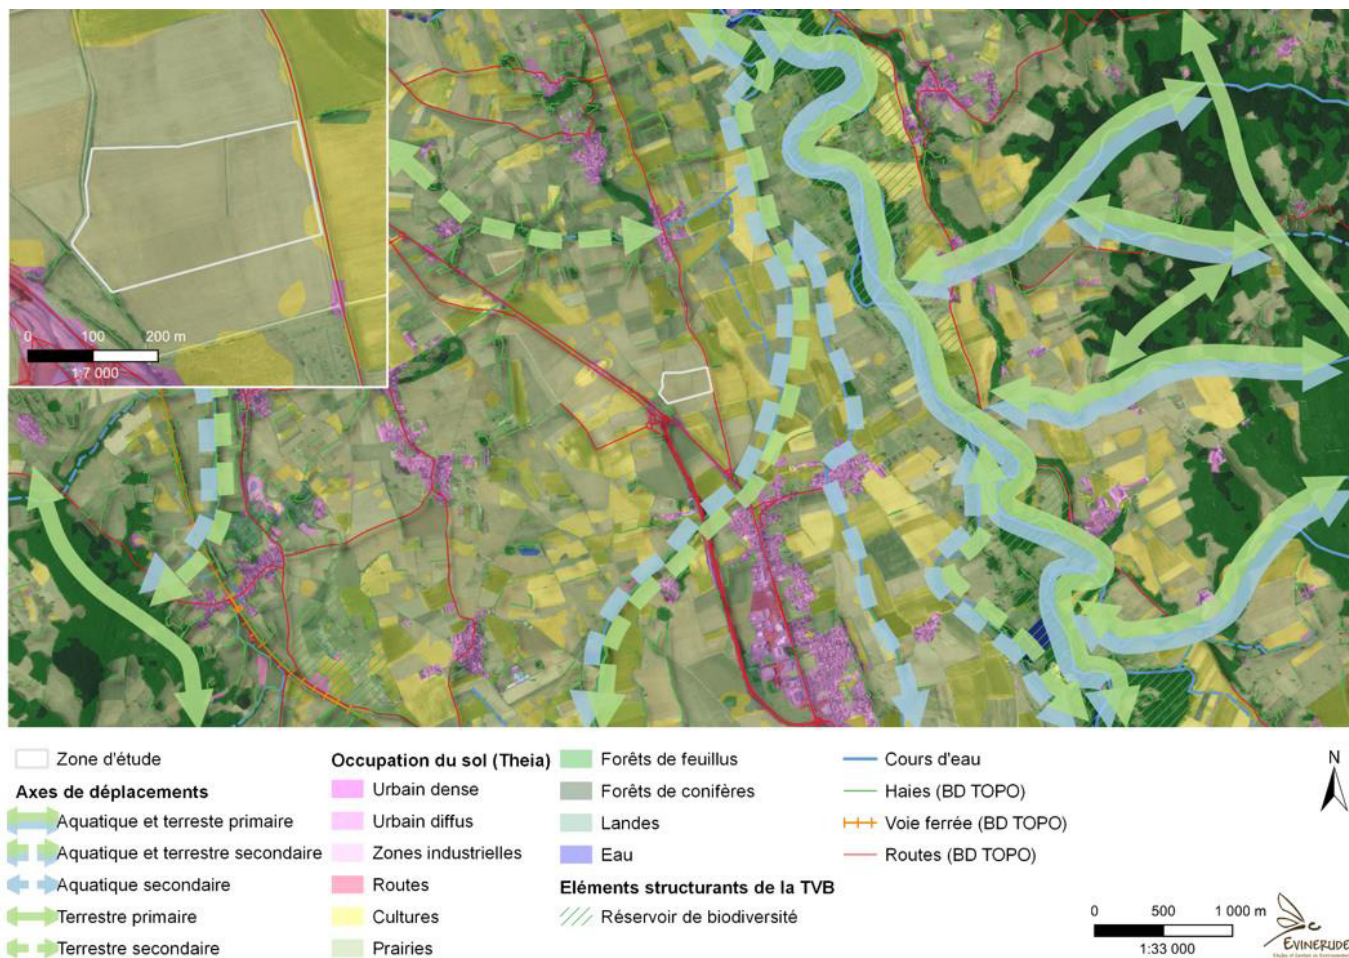 0 100 200 m
1:7 000
Zone d'étude
Axes de déplacements
Aquatique et terreste primaire
Aquatique et terrestre secondaire
Aquatique secondaire
Terrestre primaire
Terrestre secondaire
Occupation du sol (Theia)
Urbain dense
Urbain diffus
Zones industrielles
Routes
Cultures
Prairies
Forêts de feuillus
Forêts de conifères
Landes
Eau
Eléments structurants de la TVB
Réservoir de biodiversité
Cours d'eau
Haies (BD TOPO)
Voie ferrée (BD TOPO)
Routes (BD TOPO)
N
0 500 1 000 m
1:33 000
EVINERUDE